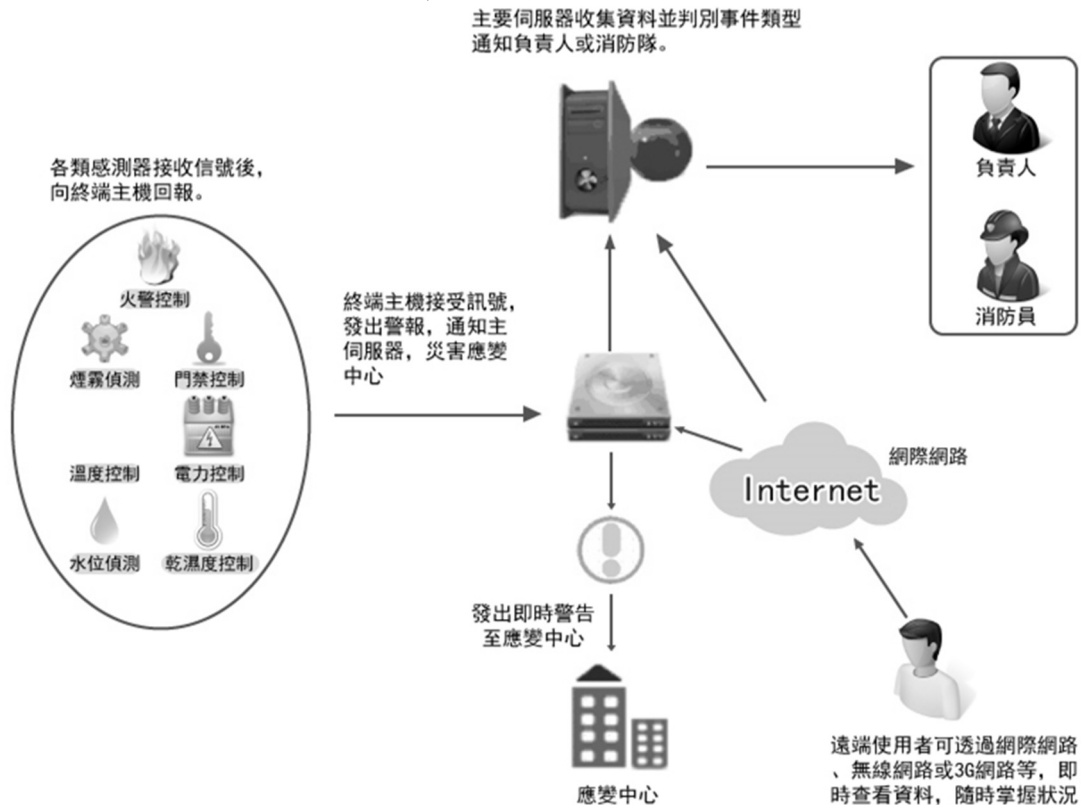 主要伺服器收集資料並判別事件類型
通知負責人或消防隊。
負責人
消防員
各類感測器接收信號後，
向終端主機回報。
火警控制
煙霧偵測
門禁控制
溫度控制
電力控制
水位偵測
乾濕度控制
終端主機接受訊號，
發出警報，通知主
伺服器，災害應變
中心
網際網路
Internet
發出即時警告
至應變中心
應變中心
遠端使用者可透過網際網路
、無線網路或3G網路等，即
時查看資料，隨時掌握狀況